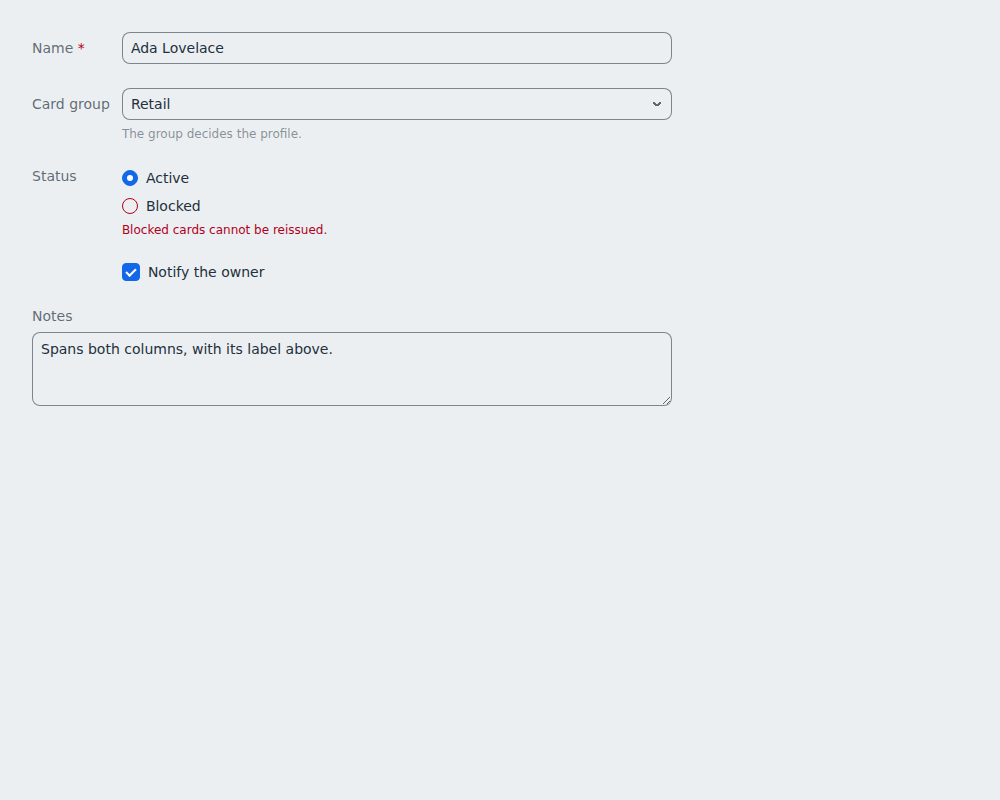 Name *
Ada Lovelace
Card group
Retail
The group decides the profile.
Status
Active
Blocked
Blocked cards cannot be reissued.
Notify the owner
Notes
Spans both columns, with its label above.